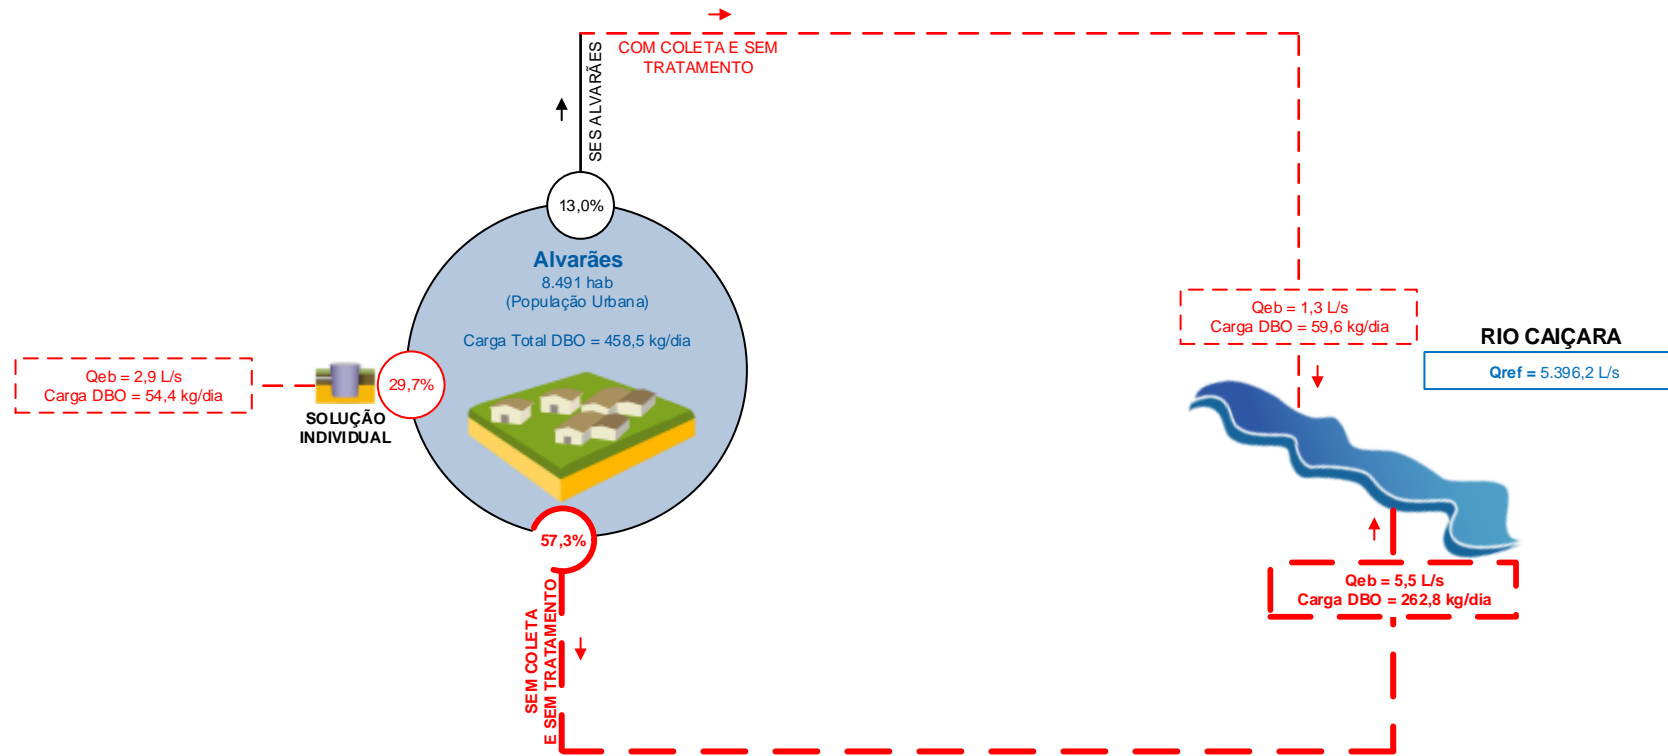 COM COLETA E SEM
TRATAMENTO
SES ALVARÃES
13,0%
Alvarães
8.491 hab
(População Urbana)
Carga Total DBO = 458,5 kg/dia
Qeb = 2,9 L/s
Carga DBO = 54,4 kg/dia
29,7%
SOLUÇÃO
INDIVIDUAL
57,3%
SEM COLETA
E SEM TRATAMENTO
Qeb = 1,3 L/s
Carga DBO = 59,6 kg/dia
RIO CAIÇARA
Qref = 5.396,2 L/s
Qeb = 5,5 L/s
Carga DBO = 262,8 kg/dia